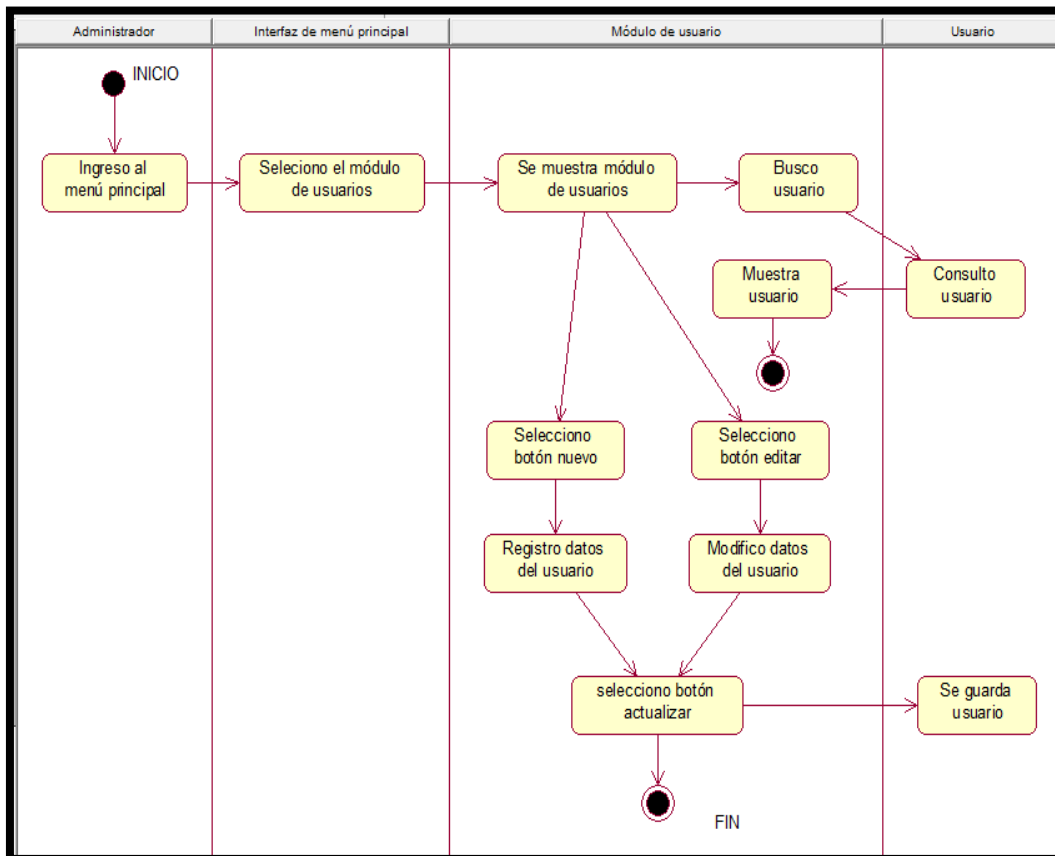 Administrador
Interfaz de menú principal
Módulo de usuario
Usuario
INICIO
Ingreso al
menú principal
Seleciono el módulo
de usuarios
Se muestra módulo
de usuarios
Busco
usuario
Muestra
usuario
Consulto
usuario
Selecciono
botón nuevo
Selecciono
botón editar
Registro datos
del usuario
Modifico datos
del usuario
selecciono botón
actualizar
Se guarda
usuario
FIN